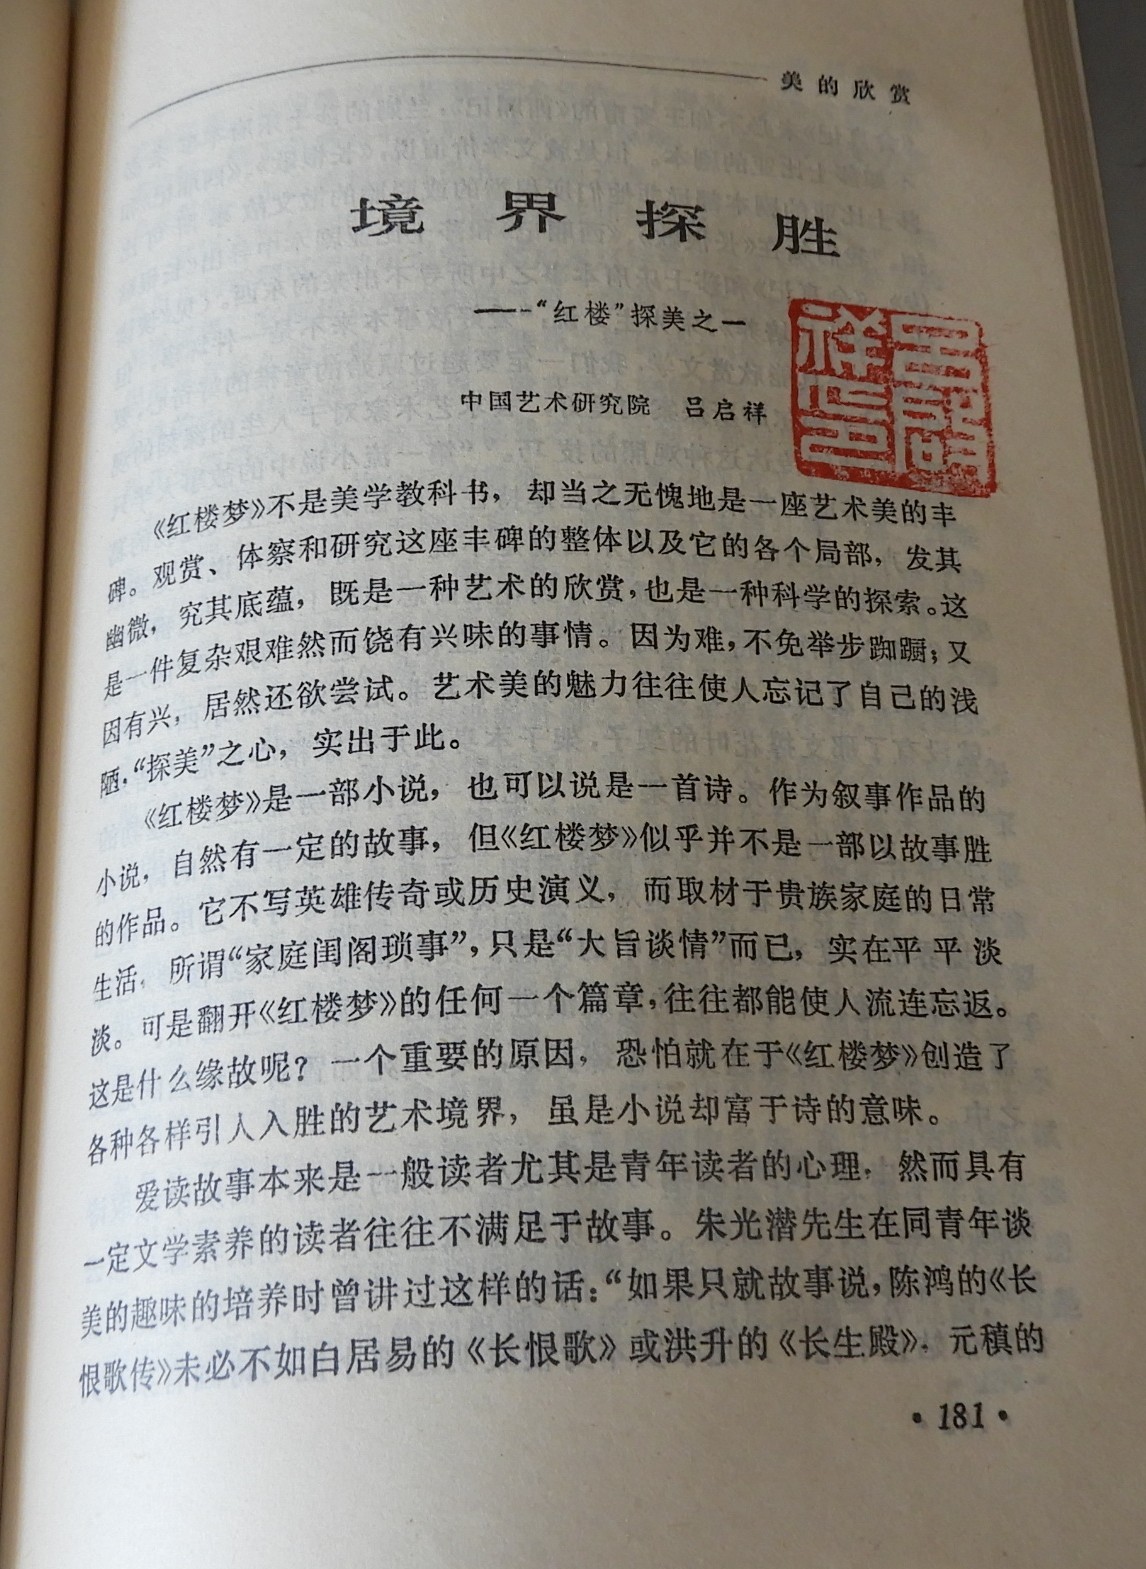 美的欣赏
境界探胜
——“红楼”探美之一
中国艺术研究院 吕启祥
吕启祥印
《红楼梦》不是美学教科书，却当之无愧地是一座艺术美的丰
碑。观赏、体察和研究这座丰碑的整体以及它的各个局部，发其
幽微，究其底蕴，既是一种艺术的欣赏，也是一种科学的探索。这
是一件复杂艰难然而饶有兴味的事情。因为难，不免举步踟蹰；又
因有兴，居然还欲尝试。艺术美的魅力往往使人忘记了自己的浅
陋，“探美”之心，实出于此。
《红楼梦》是一部小说，也可以说是一首诗。作为叙事作品的
小说，自然有一定的故事，但《红楼梦》似乎并不是一部以故事胜
的作品。它不写英雄传奇或历史演义，而取材于贵族家庭的日常
生活，所谓“家庭闺阁琐事”，只是“大旨谈情”而已，实在平平淡
淡。可是翻开《红楼梦》的任何一个篇章，往往都能使人流连忘返。
这是什么缘故呢？一个重要的原因，恐怕就在于《红楼梦》创造了
各种各样引人入胜的艺术境界，虽是小说却富于诗的意味。
爱读故事本来是一般读者尤其是青年读者的心理，然而具有
一定文学素养的读者往往不满足于故事。朱光潜先生在同青年谈
美的趣味的培养时曾讲过这样的话：“如果只就故事说，陈鸿的《长
恨歌传》未必不如白居易的《长恨歌》或洪升的《长生殿》，元稹的
·181·